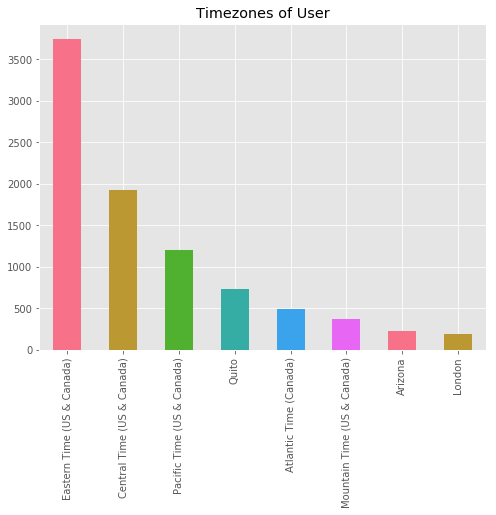 Timezones of User
3500
3000
2500
2000
1500
1000
500
0
Eastern Time (US & Canada)
Central Time (US & Canada)
Pacific Time (US & Canada)
Quito
Atlantic Time (Canada)
Mountain Time (US & Canada)
Arizona
London